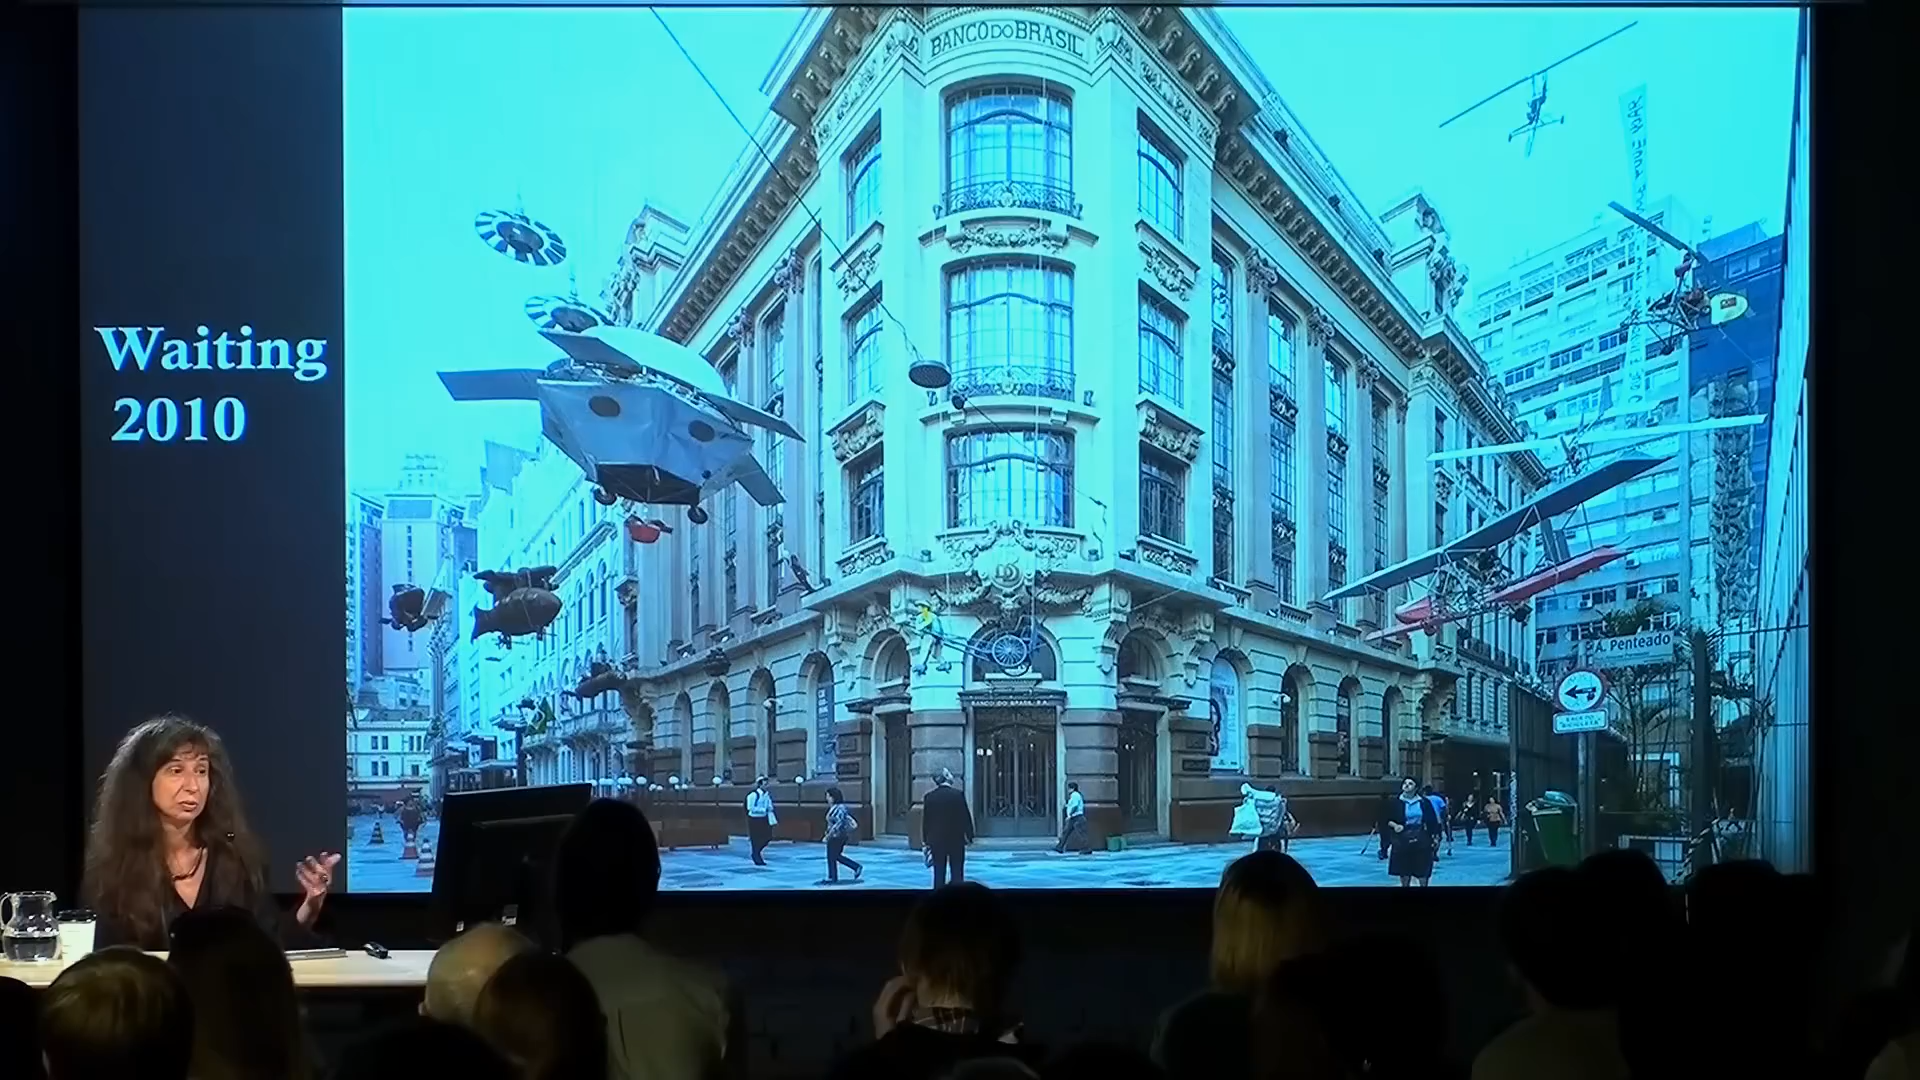 Waiting
2010
BANCO DO BRASIL
BANCO DO BRASIL S.A.
A. Penteado